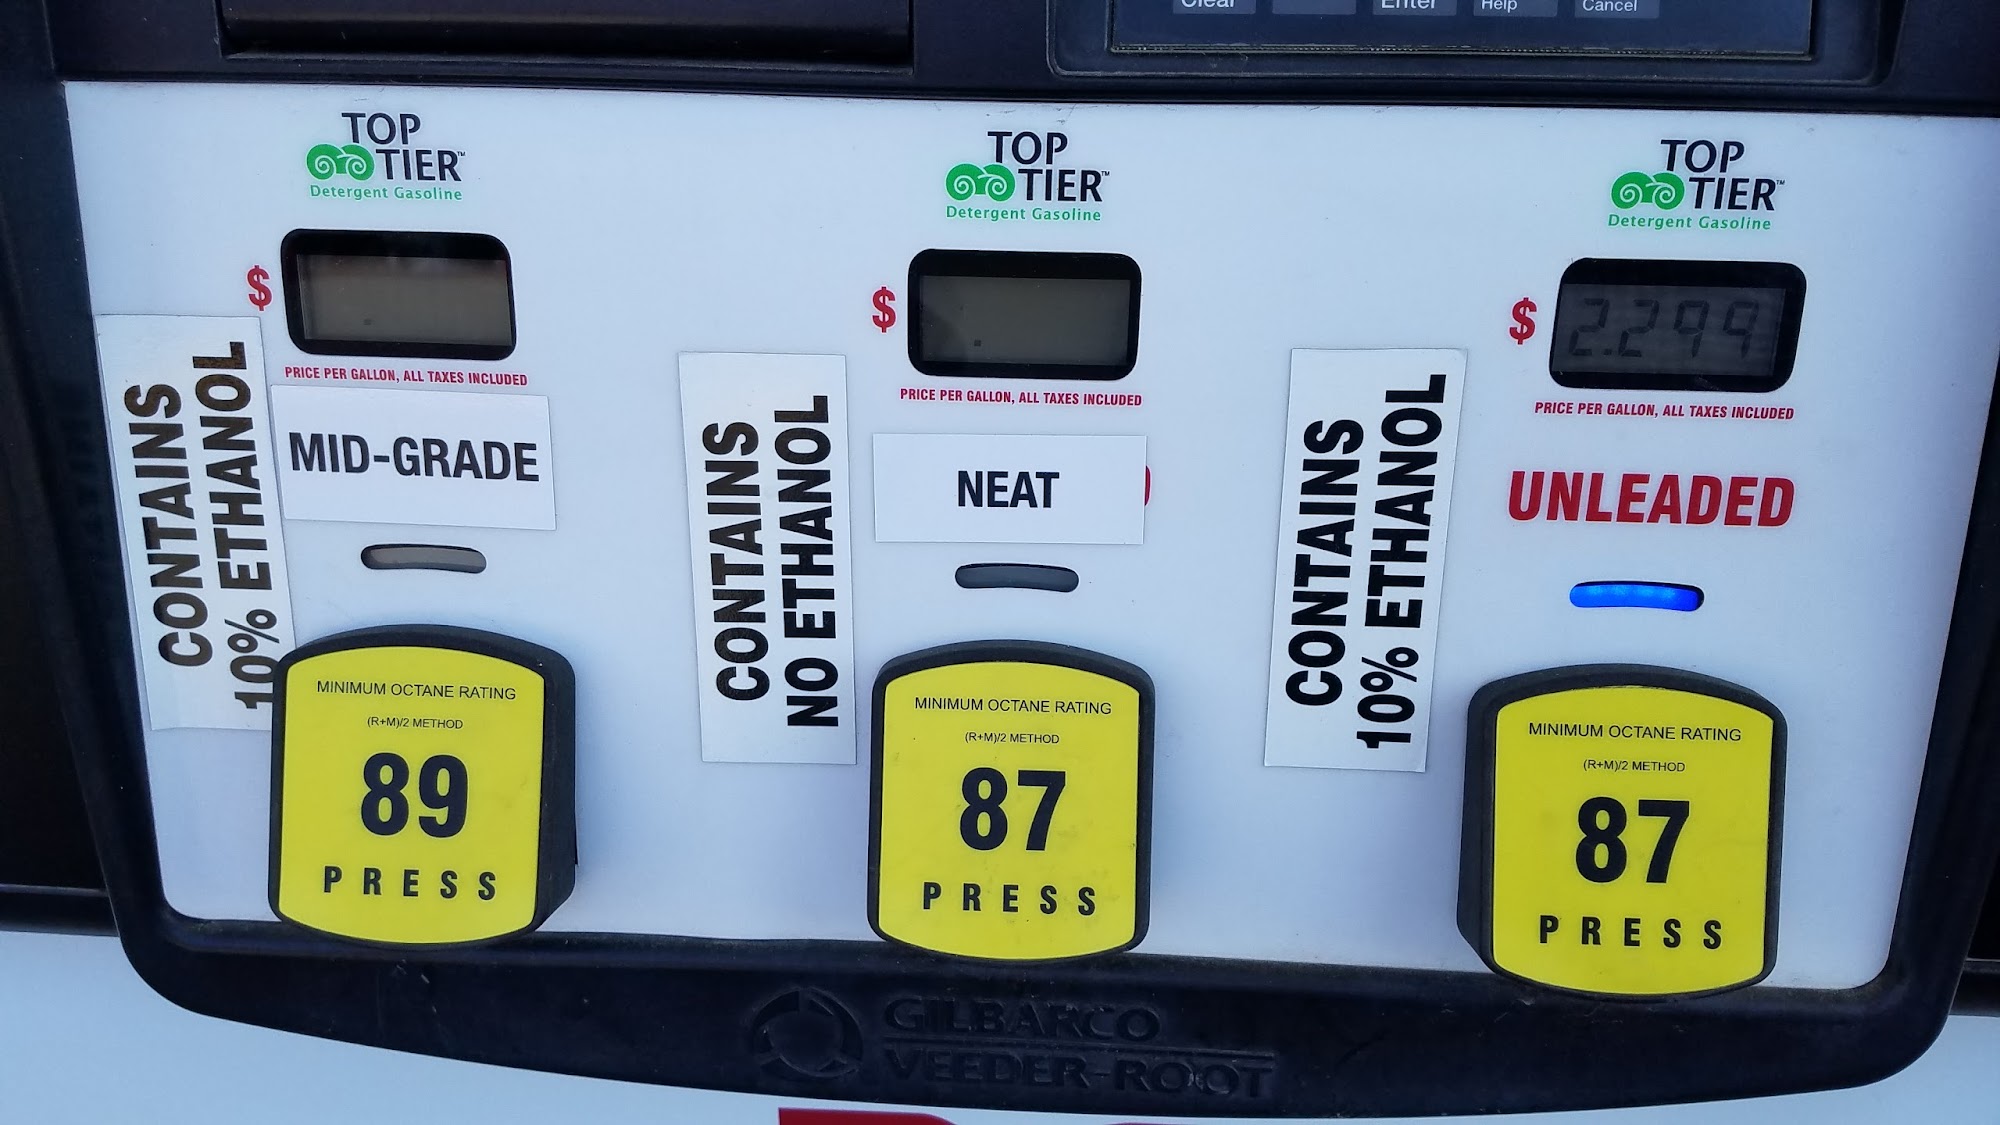 Clear Enter Help Cancel
TOP
TIER™
Detergent Gasoline
$
PRICE PER GALLON, ALL TAXES INCLUDED
CONTAINS
10% ETHANOL
MID-GRADE
MINIMUM OCTANE RATING
(R+M)/2 METHOD
89
PRESS
TOP
TIER™
Detergent Gasoline
$
PRICE PER GALLON, ALL TAXES INCLUDED
CONTAINS
NO ETHANOL
NEAT
MINIMUM OCTANE RATING
(R+M)/2 METHOD
87
PRESS
TOP
TIER™
Detergent Gasoline
$ 2.299
PRICE PER GALLON, ALL TAXES INCLUDED
CONTAINS
10% ETHANOL
UNLEADED
MINIMUM OCTANE RATING
(R+M)/2 METHOD
87
PRESS
GILBARCO
VEEDER-ROOT